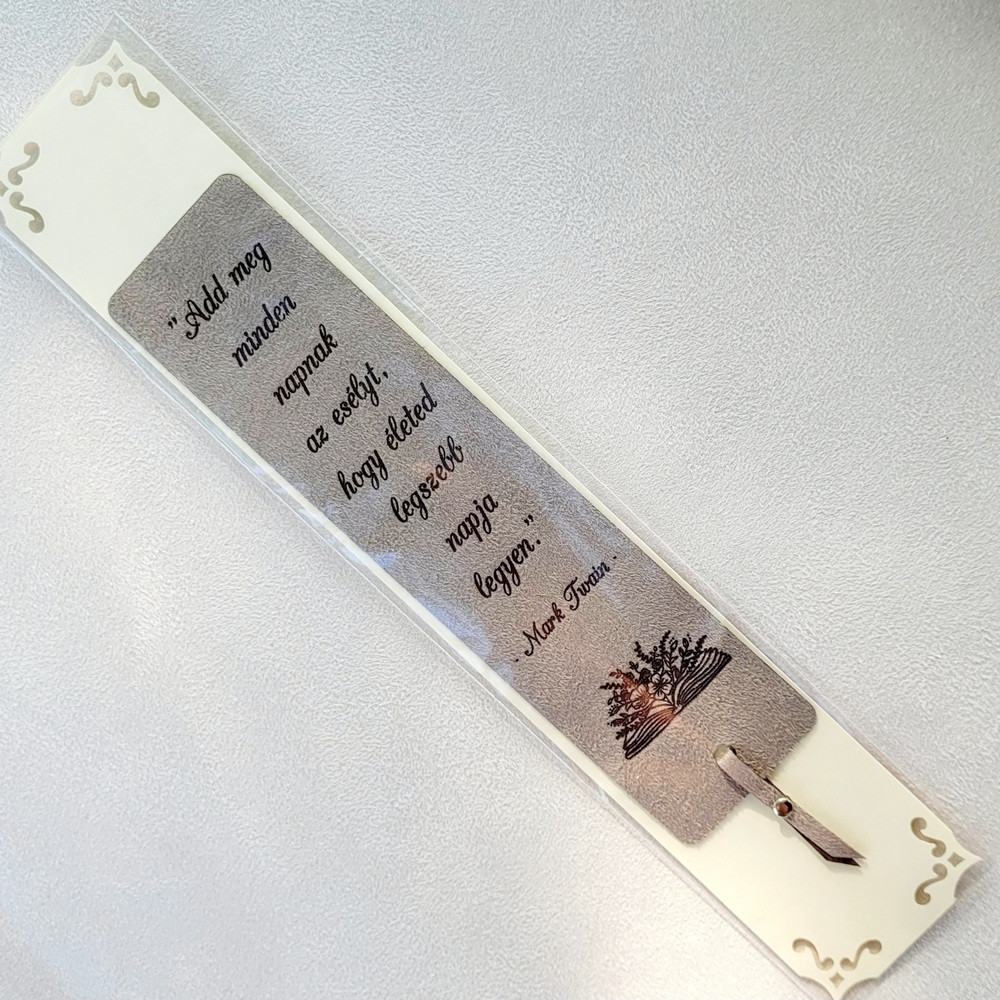 "Add meg
minden
napnak
az esélyt,
hogy életed
legszebb
napja
legyen."
- Mark Twain -